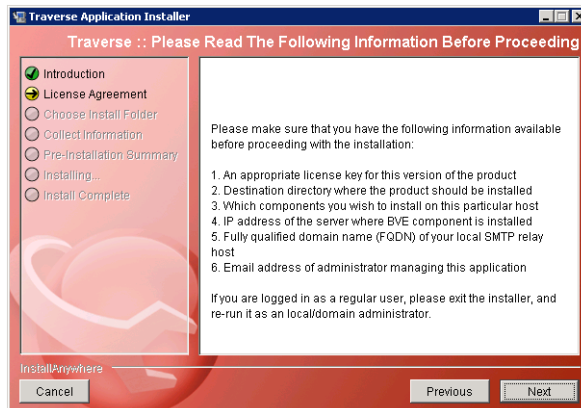 Traverse Application Installer
Traverse :: Please Read The Following Information Before Proceeding
Introduction
License Agreement
Choose Install Folder
Collect Information
Pre-Installation Summary
Installing...
Install Complete
Please make sure that you have the following information available
before proceeding with the installation:
1. An appropriate license key for this version of the product
2. Destination directory where the product should be installed
3. Which components you wish to install on this particular host
4. IP address of the server where BVE component is installed
5. Fully qualified domain name (FQDN) of your local SMTP relay
host
6. Email address of administrator managing this application
If you are logged in as a regular user, please exit the installer, and
re-run it as an local/domain administrator.
InstallAnywhere
Cancel
Previous
Next